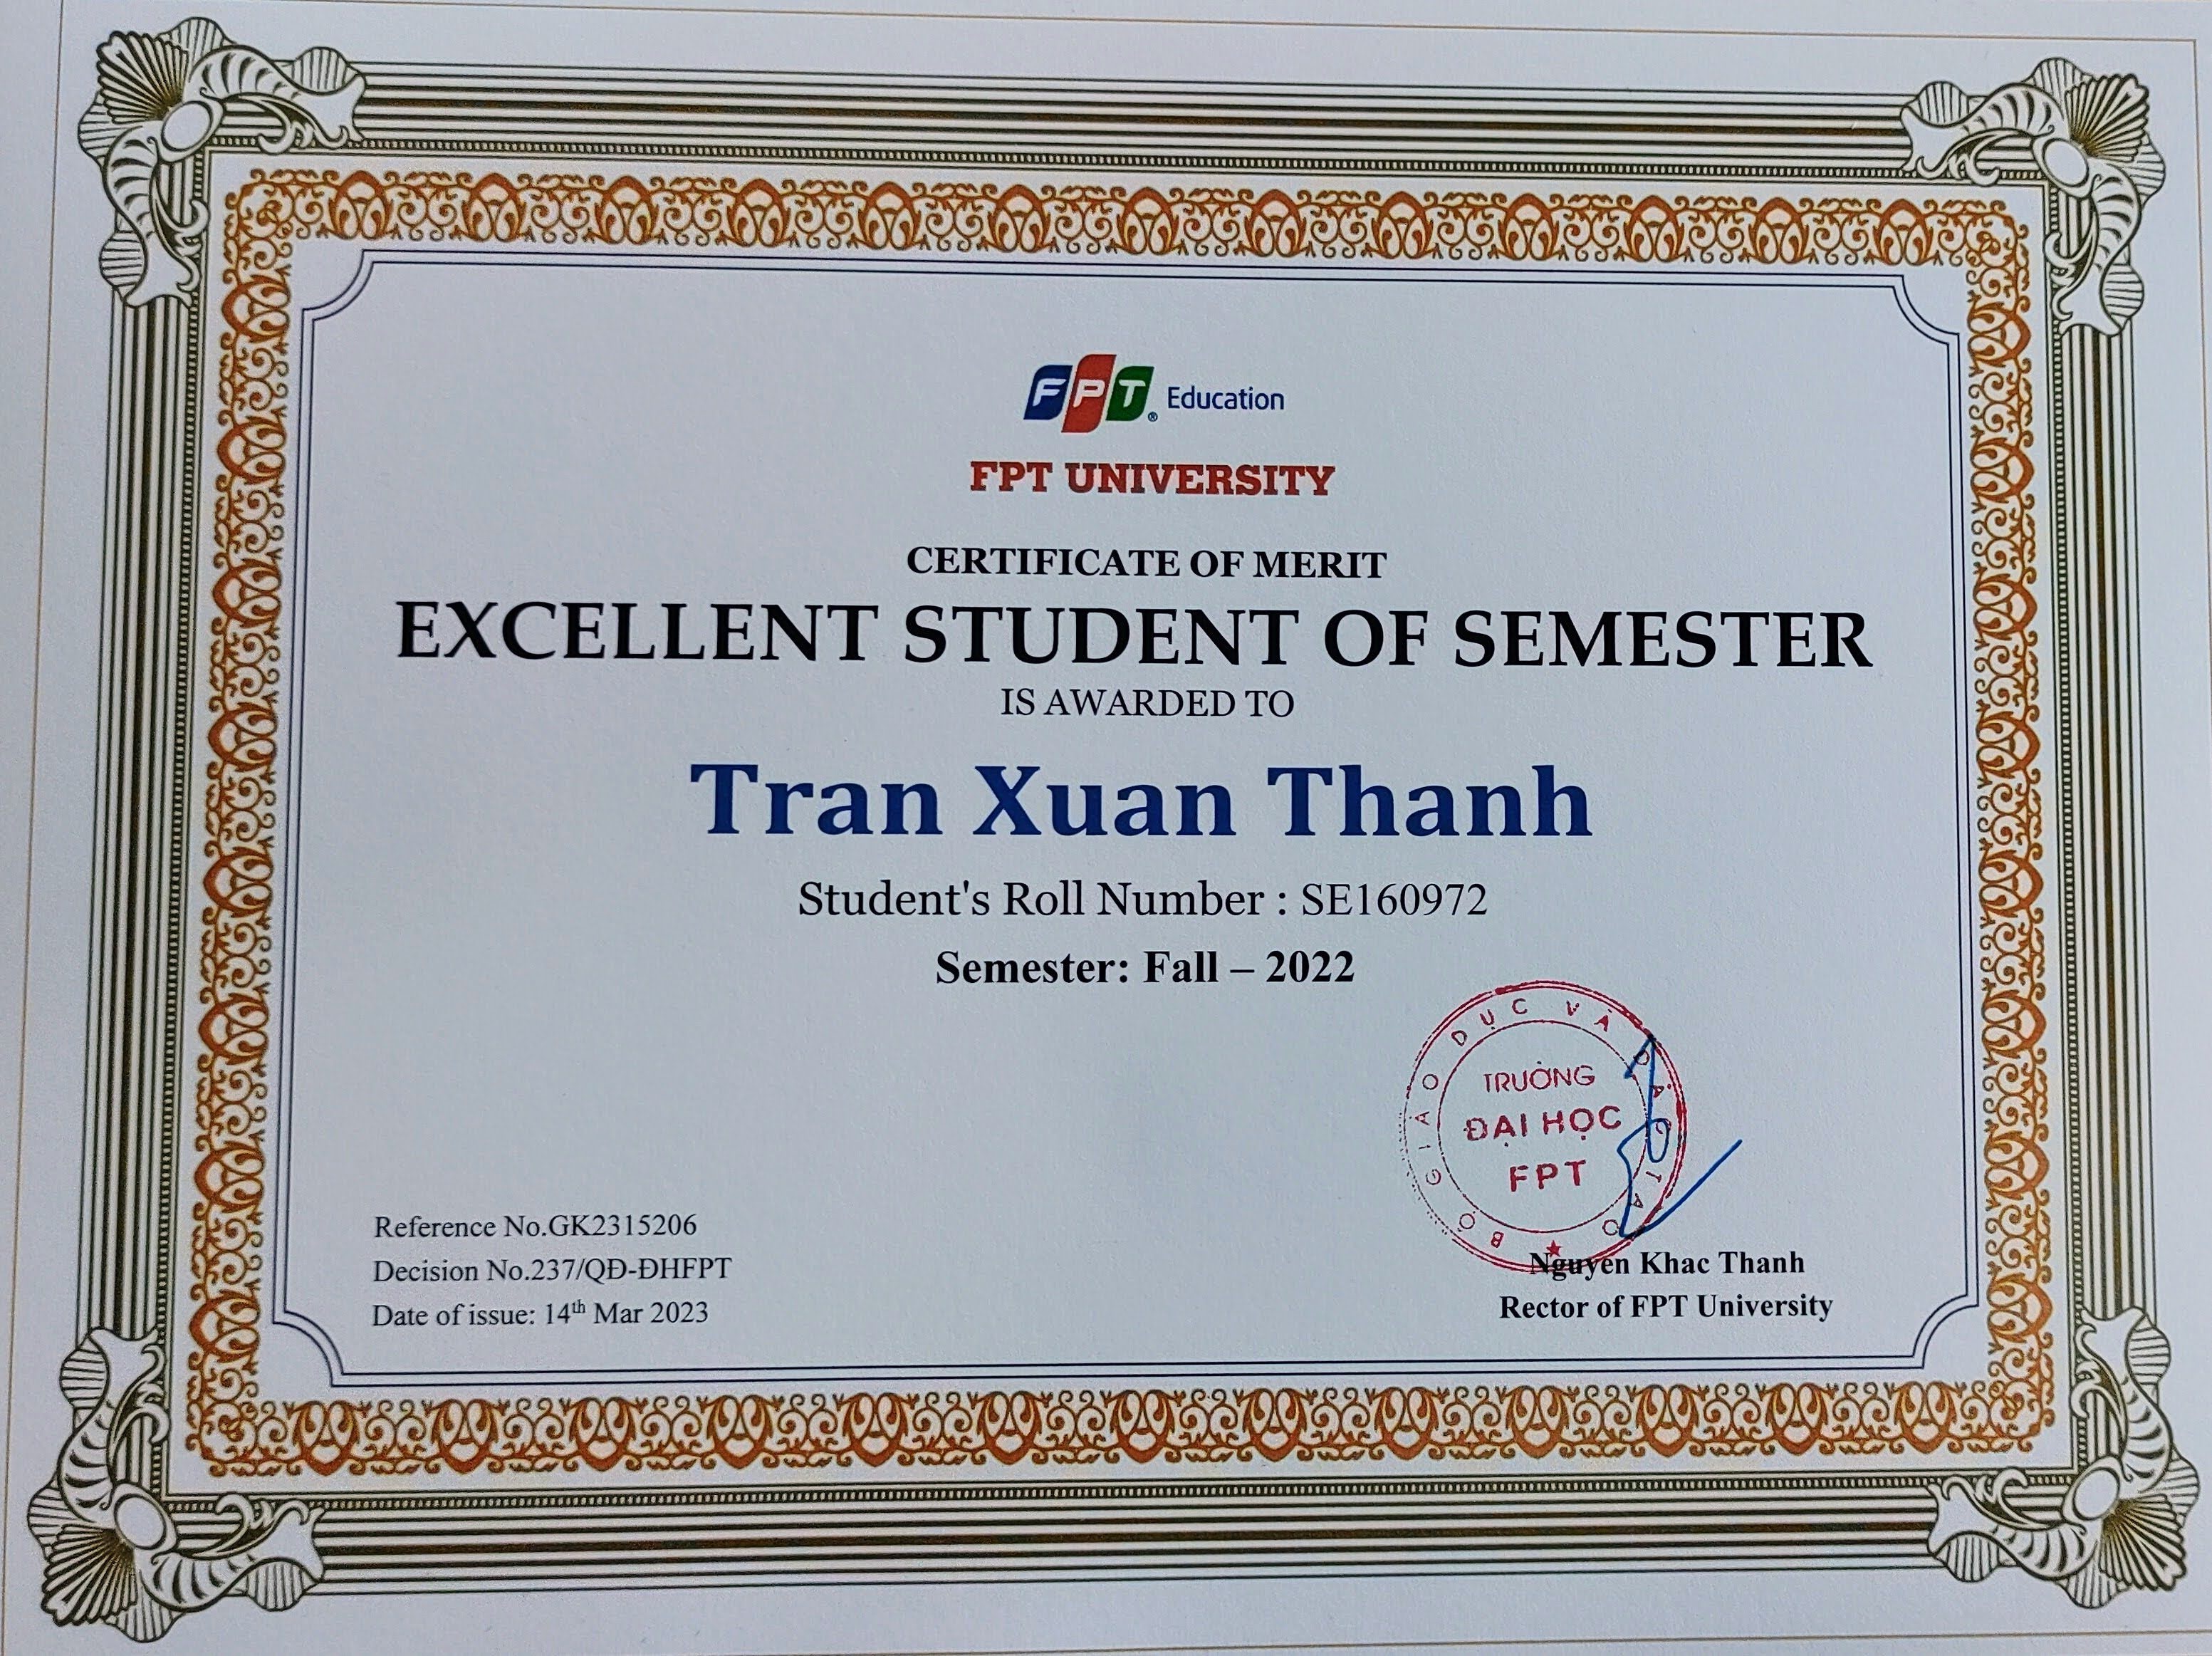 FPT Education
FPT UNIVERSITY
CERTIFICATE OF MERIT
EXCELLENT STUDENT OF SEMESTER
IS AWARDED TO
Tran Xuan Thanh
Student's Roll Number : SE160972
Semester: Fall – 2022
BỘ GIÁO DỤC VÀ ĐÀO TẠO
TRƯỜNG
ĐẠI HỌC
FPT
Reference No.GK2315206
Decision No.237/QĐ-ĐHFPT
Date of issue: 14th Mar 2023
Nguyen Khac Thanh
Rector of FPT University